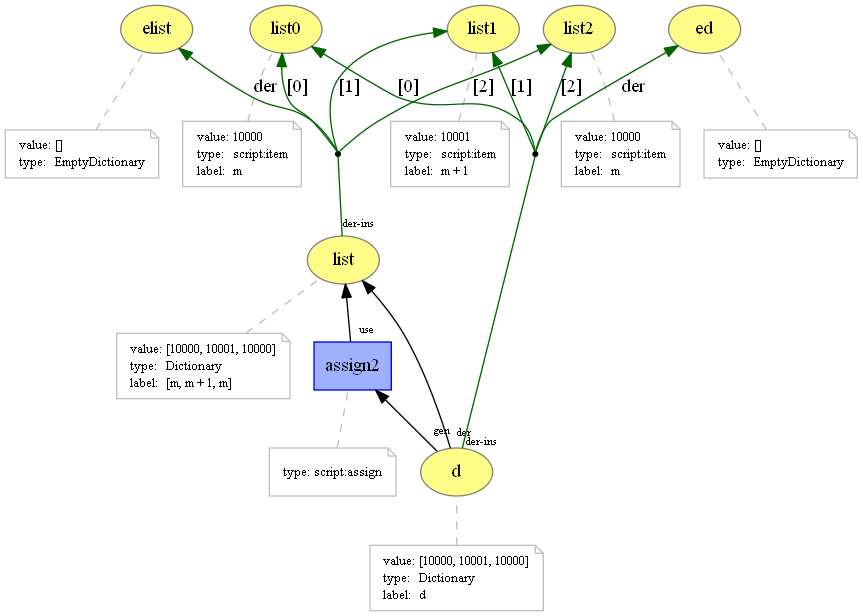 elist
list0
list1
list2
ed
der
[0]
[1]
[0]
[2]
[1]
[2]
der
value: []
type: EmptyDictionary
value: 10000
type: script:item
label: m
value: 10001
type: script:item
label: m + 1
value: 10000
type: script:item
label: m
value: []
type: EmptyDictionary
der-ins
list
use
value: [10000, 10001, 10000]
type: Dictionary
label: [m, m + 1, m]
assign2
gen
der
der-ins
type: script:assign
d
value: [10000, 10001, 10000]
type: Dictionary
label: d